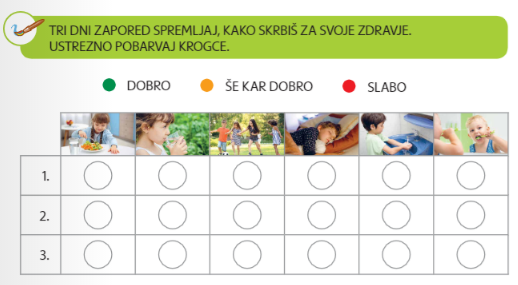 TRI DNI ZAPORED SPREMLJAJ, KAKO SKRBIŠ ZA SVOJE ZDRAVJE.
USTREZNO POBARVAJ KROGCE.
DOBRO ŠE KAR DOBRO SLABO
1.
2.
3.